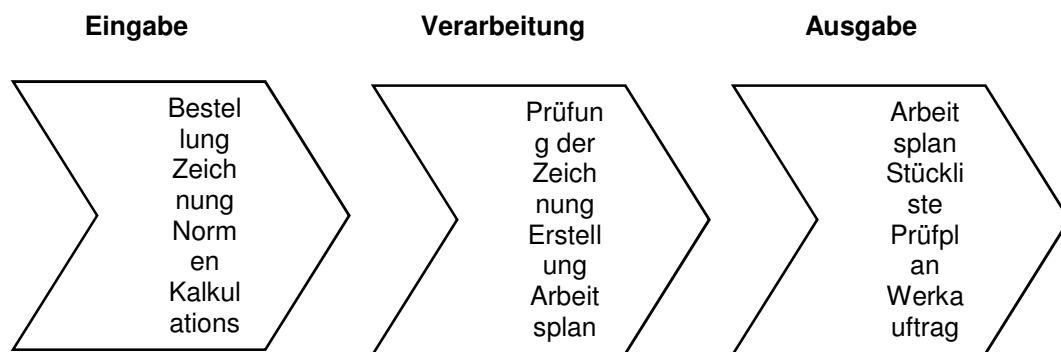 Eingabe
Verarbeitung
Ausgabe
Bestel
lung
Zeich
nung
Norm
en
Kalkul
ations
Prüfun
g der
Zeich
nung
Erstell
ung
Arbeit
splan
Arbeit
splan
Stückli
ste
Prüfpl
an
Werka
uftrag